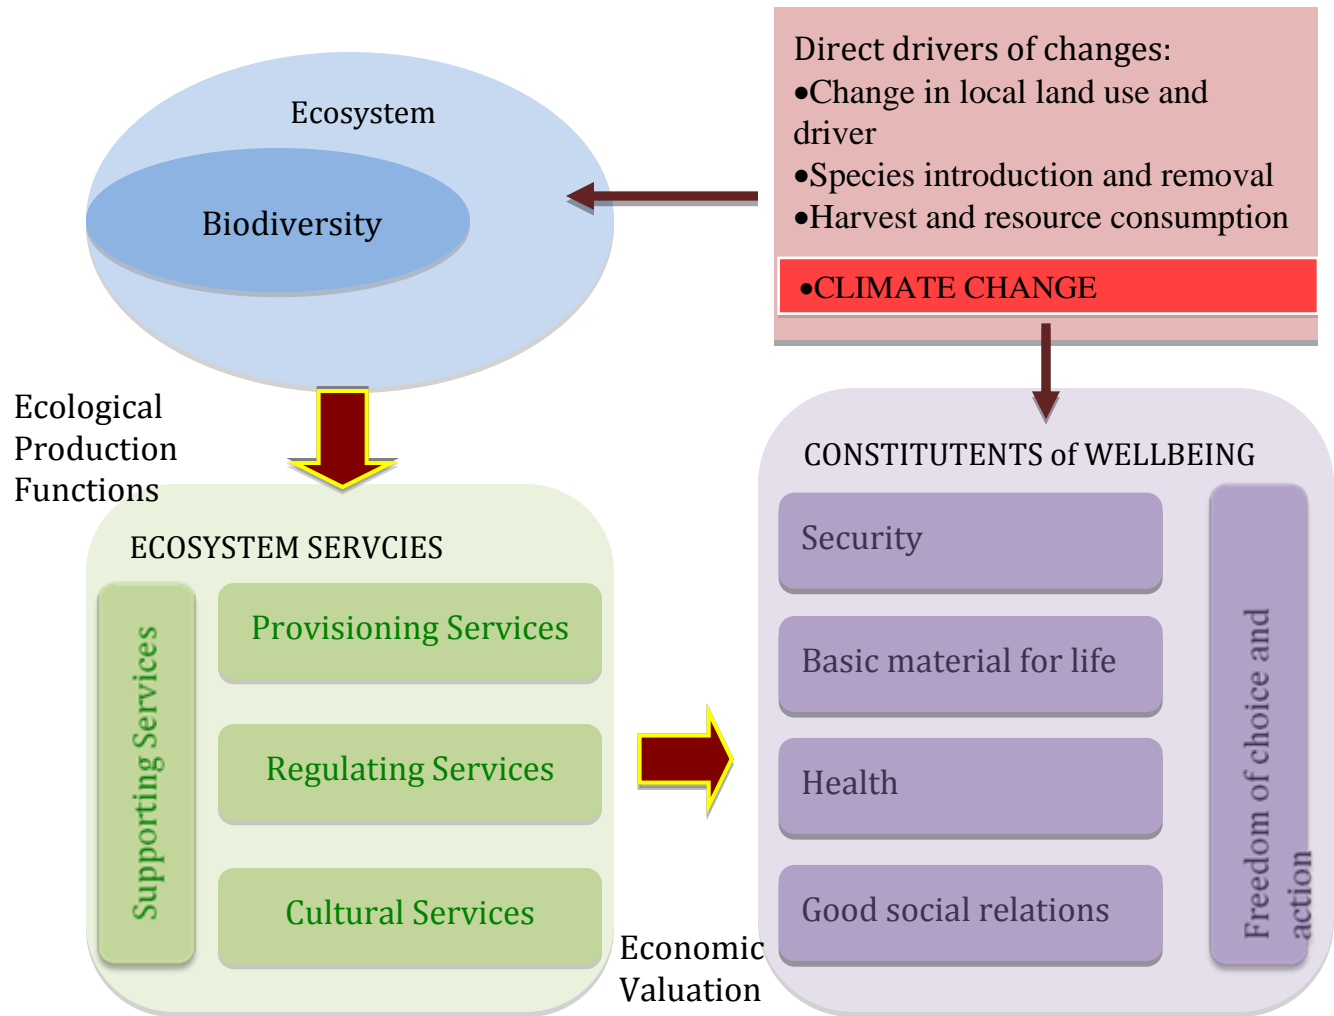 Ecosystem
Biodiversity
Direct drivers of changes:
•Change in local land use and
driver
•Species introduction and removal
•Harvest and resource consumption
•CLIMATE CHANGE
Ecological
Production
Functions
ECOSYSTEM SERVCIES
Supporting Services
Provisioning Services
Regulating Services
Cultural Services
Economic
Valuation
CONSTITUTENTS of WELLBEING
Security
Basic material for life
Health
Good social relations
Freedom of choice and
action